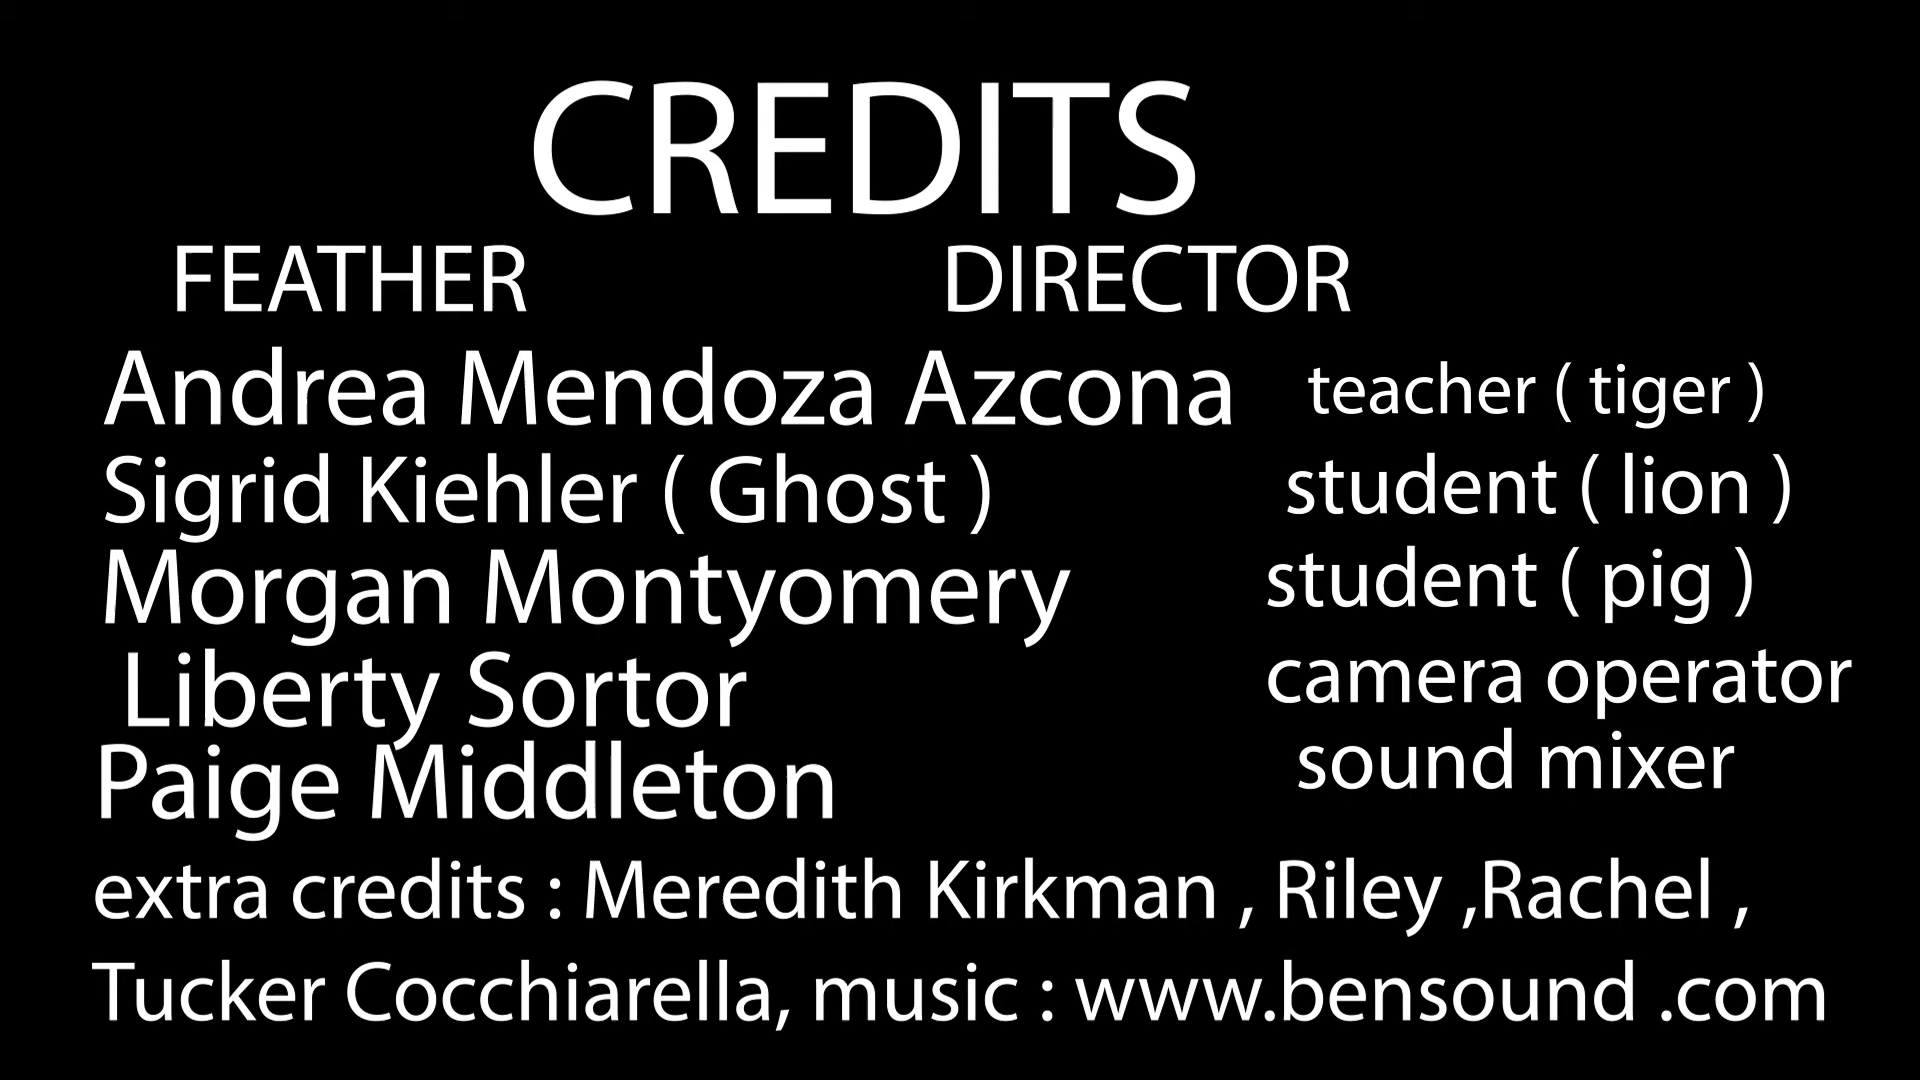 CREDITS
FEATHER DIRECTOR
Andrea Mendoza Azcona teacher ( tiger )
Sigrid Kiehler ( Ghost ) student ( lion )
Morgan Montyomery student ( pig )
Liberty Sortor camera operator
Paige Middleton sound mixer
extra credits : Meredith Kirkman , Riley ,Rachel ,
Tucker Cocchiarella, music : www.bensound .com